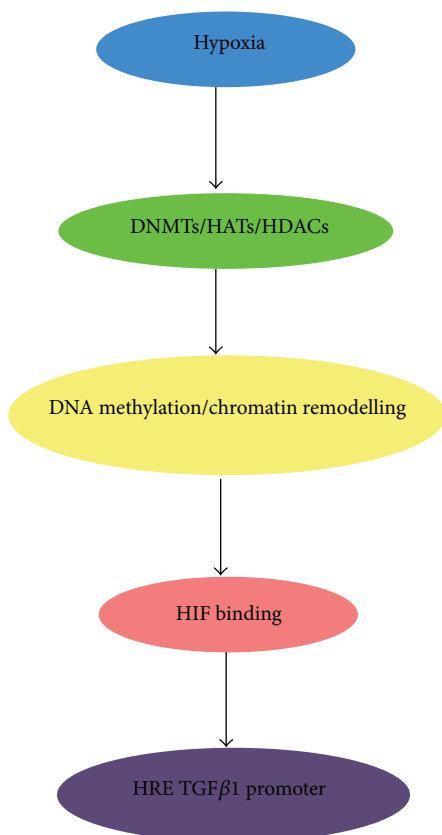 Hypoxia
DNMTs/HATs/HDACs
DNA methylation/chromatin remodelling
HIF binding
HRE TGFβ1 promoter